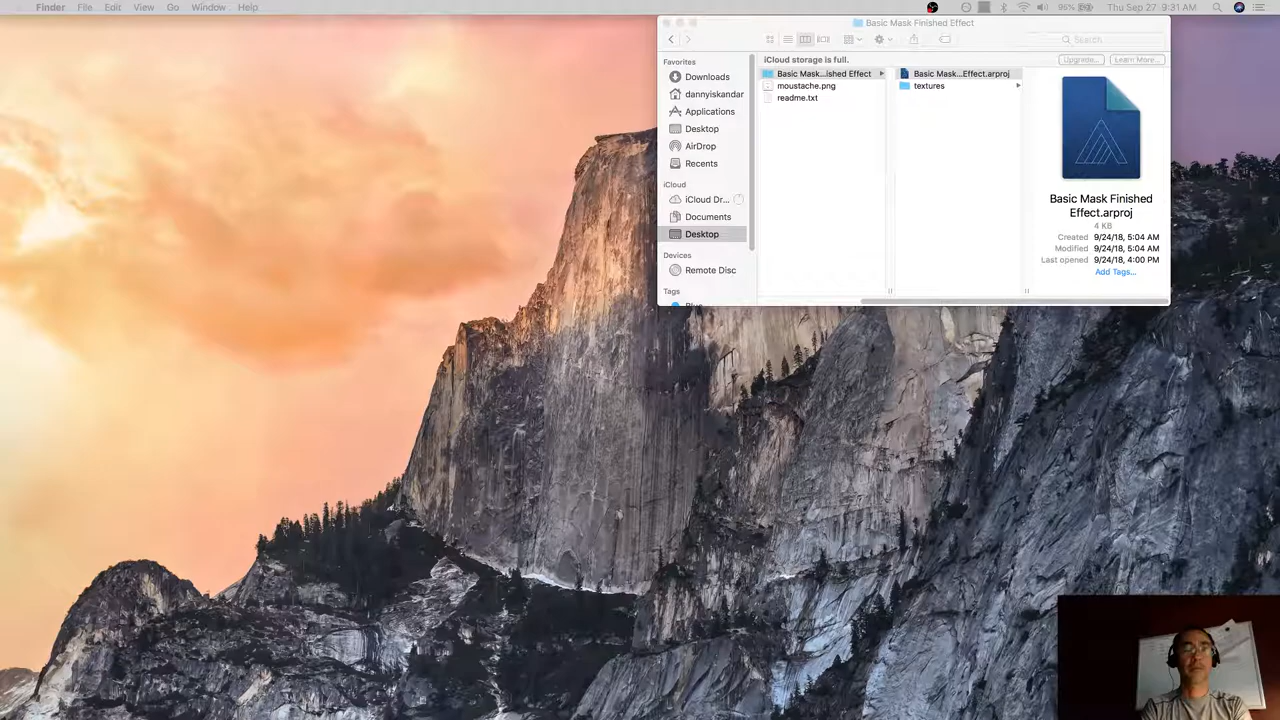 Finder File Edit View Go Window Help
95% Thu Sep 27 9:31 AM
Basic Mask Finished Effect
Search
Favorites
Downloads
dannyiskandar
Applications
Desktop
AirDrop
Recents
iCloud
iCloud Dr...
Documents
Desktop
Devices
Remote Disc
Tags
Blue
iCloud storage is full.
Upgrade...
Learn More...
Basic Mask...ished Effect
moustache.png
readme.txt
Basic Mask...Effect.arproj
textures
Basic Mask Finished
Effect.arproj
4 KB
Created 9/24/18, 5:04 AM
Modified 9/24/18, 5:04 AM
Last opened 9/24/18, 4:00 PM
Add Tags...